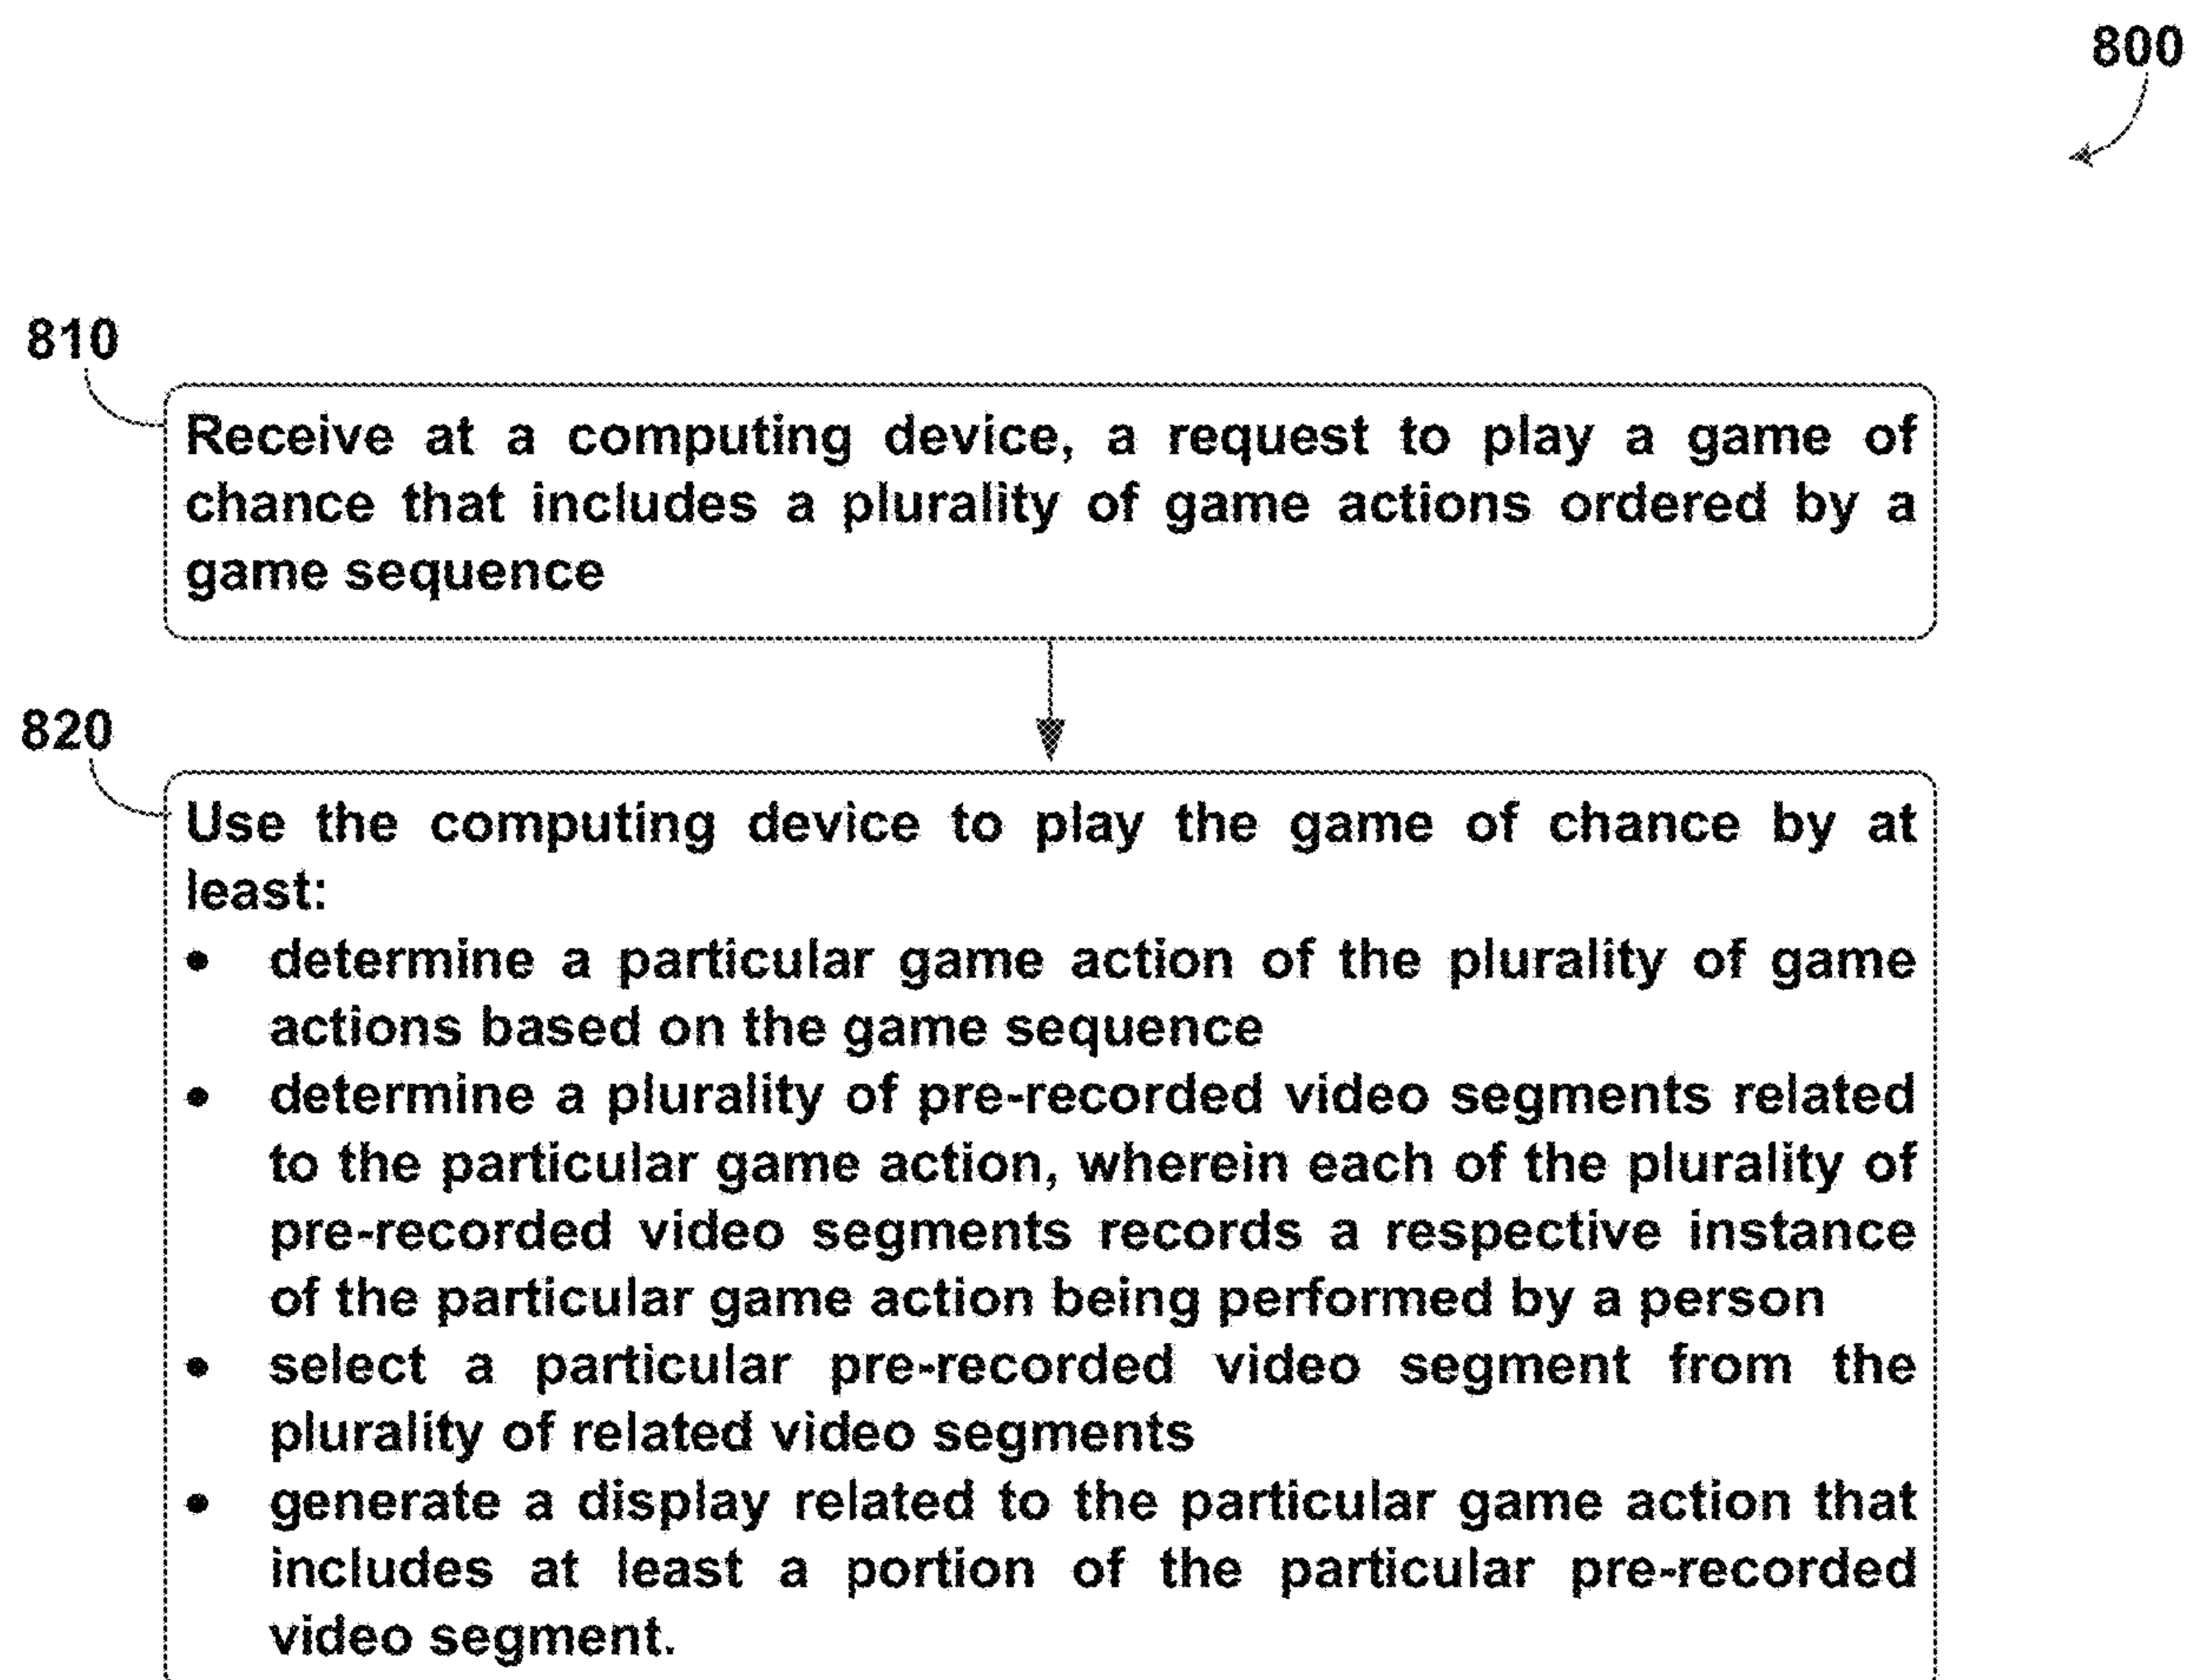 800
810
Receive at a computing device, a request to play a game of
chance that includes a plurality of game actions ordered by a
game sequence
820
Use the computing device to play the game of chance by at
least:
• determine a particular game action of the plurality of game
actions based on the game sequence
• determine a plurality of pre-recorded video segments related
to the particular game action, wherein each of the plurality of
pre-recorded video segments records a respective instance
of the particular game action being performed by a person
• select a particular pre-recorded video segment from the
plurality of related video segments
• generate a display related to the particular game action that
includes at least a portion of the particular pre-recorded
video segment.